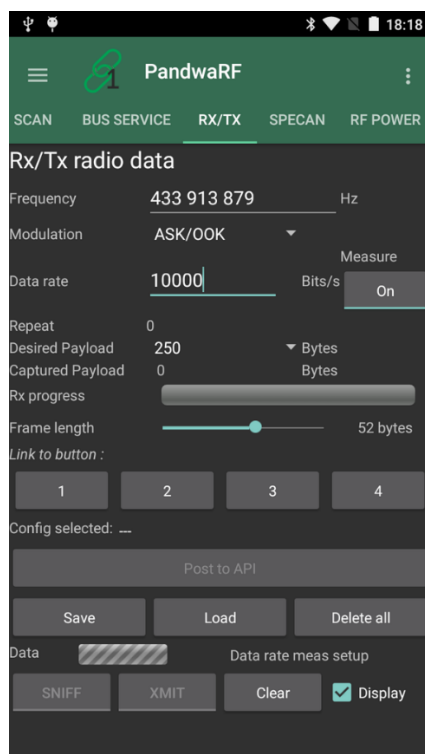 18:18
1 PandwaRF
SCAN BUS SERVICE RX/TX SPECAN RF POWER
Rx/Tx radio data
Frequency 433 913 879 Hz
Modulation ASK/OOK
Measure
Data rate 10000 Bits/s On
Repeat 0
Desired Payload 250 Bytes
Captured Payload 0 Bytes
Rx progress
Frame length 52 bytes
Link to button :
1 2 3 4
Config selected: ---
Post to API
Save Load Delete all
Data Data rate meas setup
SNIFF XMIT Clear Display